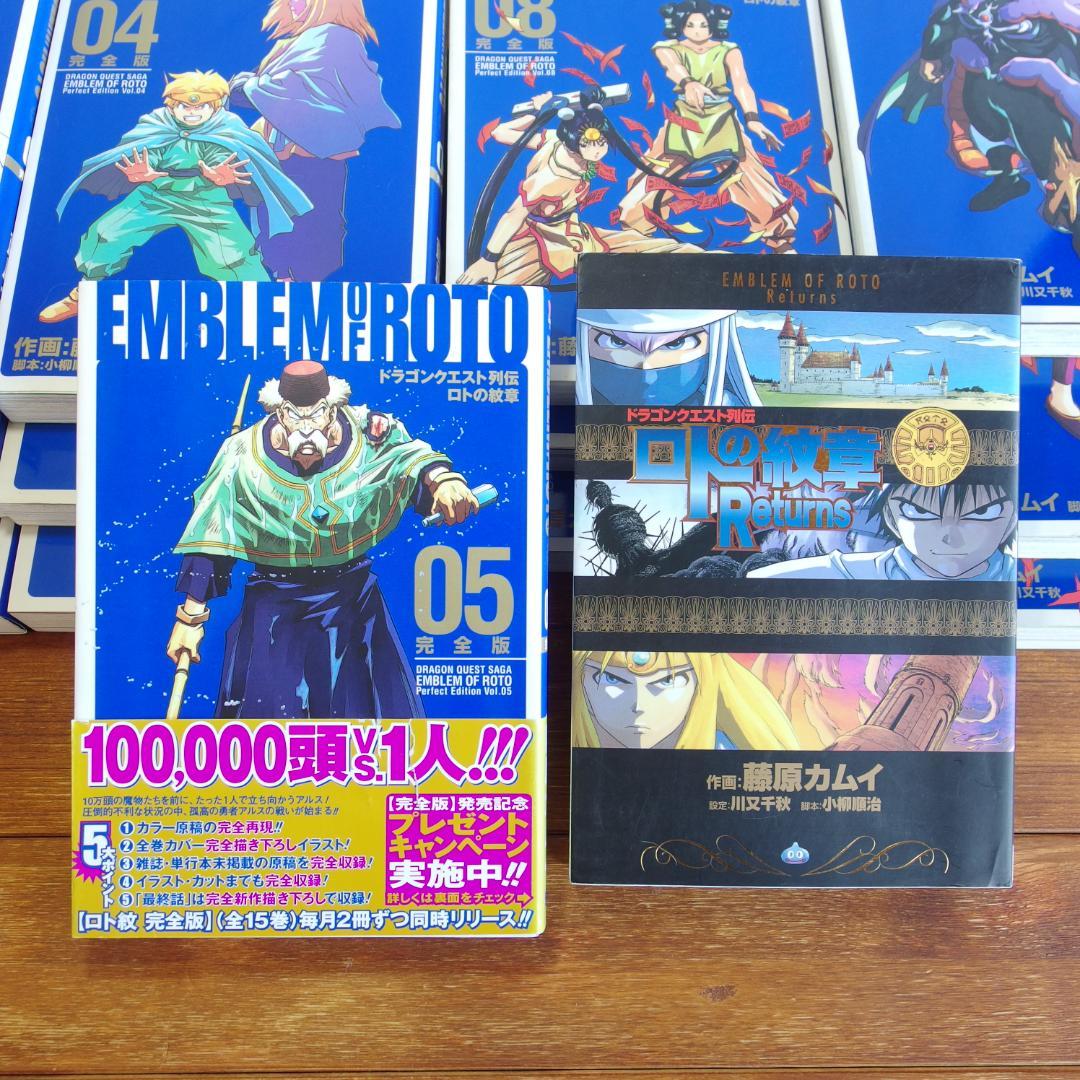 04
完全版
DRAGON QUEST SAGA
EMBLEM OF ROTO
Perfect Edition Vol.04
作画:
脚本:小柳
08
完全版
DRAGON QUEST SAGA
EMBLEM OF ROTO
Perfect Edition Vol.08
ロトの紋章
ムイ
川又千秋
ムイ
川又千秋
EMBLEM OF ROTO
ドラゴンクエスト列伝
ロトの紋章
05
完全版
DRAGON QUEST SAGA
EMBLEM OF ROTO
Perfect Edition Vol.05
100,000頭VS.1人!!!
10万頭の魔物たちを前に、たった1人で立ち向かうアルス!
圧倒的不利な状況の中、孤高の勇者アルスの戦いが始まる!!
5大ポイント
1 カラー原稿の完全再現!!
2 全巻カバー完全描き下ろしイラスト!
3 雑誌・単行本未掲載の原稿を完全収録!
4 イラスト・カットまでも完全収録!
5 「最終話」は完全新作描き下ろしで収録!
【完全版】発売記念
プレゼント
キャンペーン
実施中!!
詳しくは裏面をチェック➡
【ロト紋 完全版】(全15巻)毎月2冊ずつ同時リリース!!
EMBLEM OF ROTO
Returns
ドラゴンクエスト列伝
ロトの紋章
Returns
作画:藤原カムイ
設定:川又千秋 脚本:小柳順治